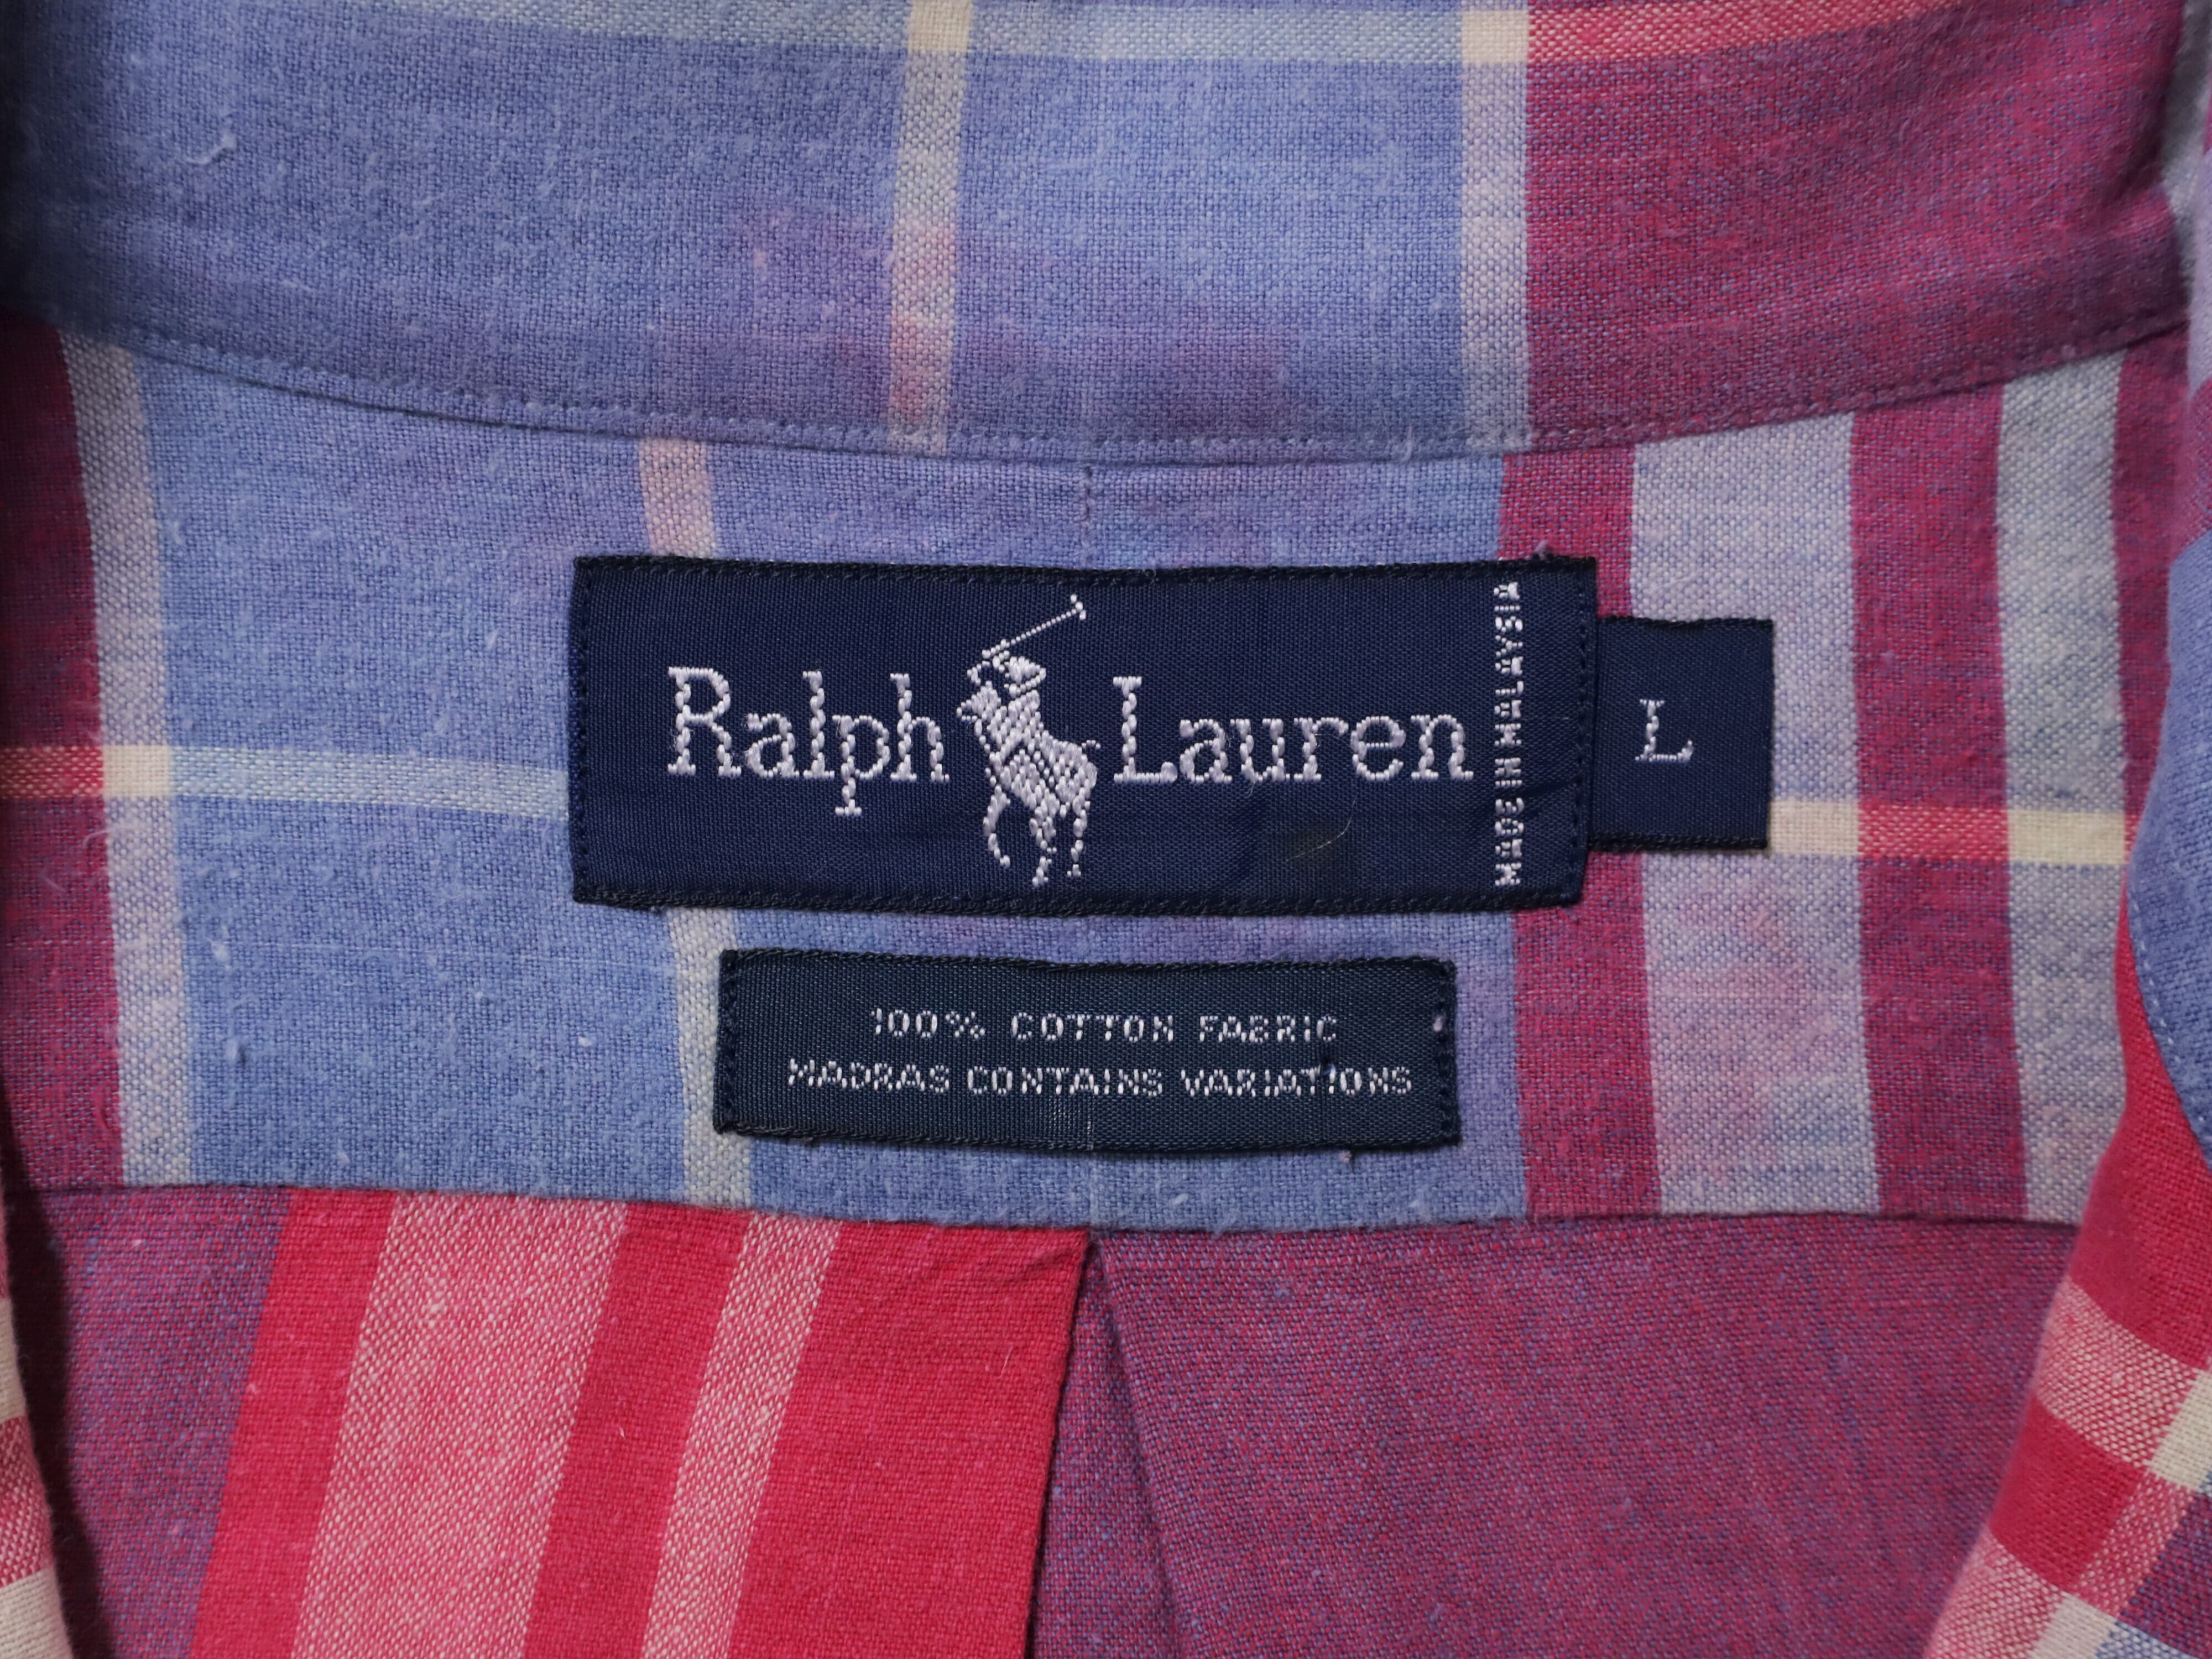 Ralph Lauren
MADE IN MALAYSIA
L
100% COTTON FABRIC
MADRAS CONTAINS VARIATIONS